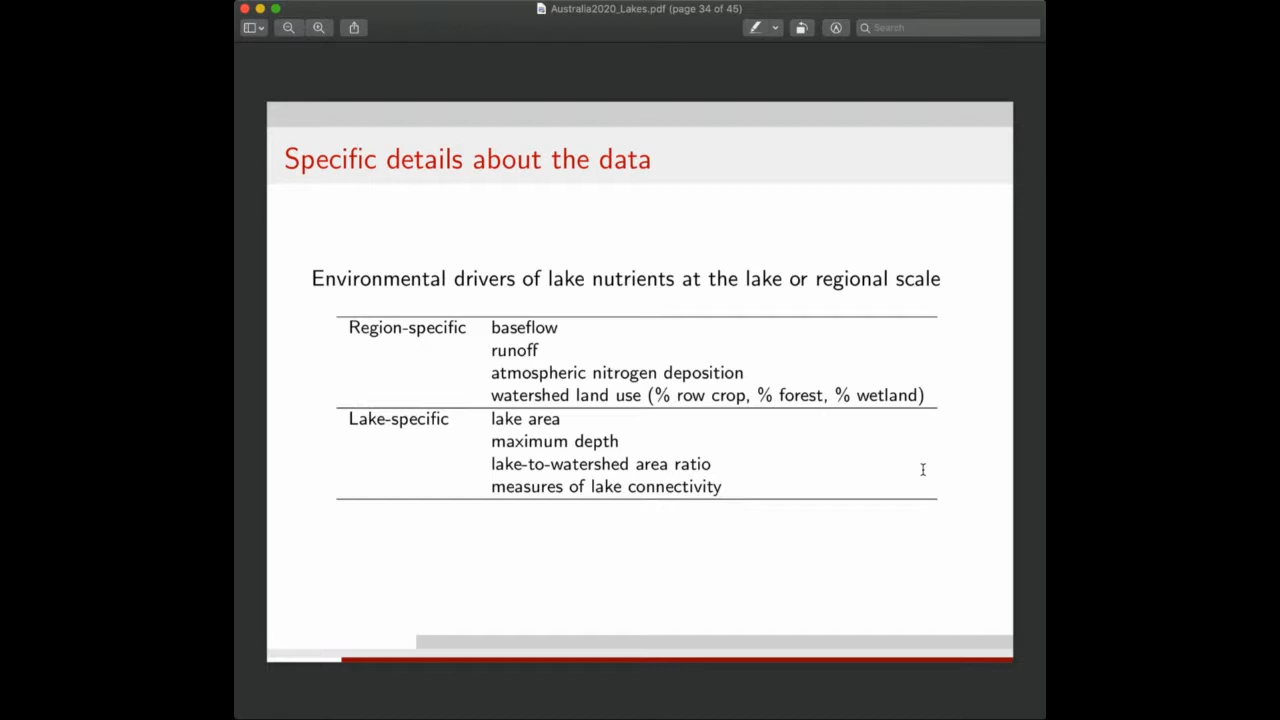 Australia2020_Lakes.pdf (page 34 of 45)
Search
Specific details about the data
Environmental drivers of lake nutrients at the lake or regional scale
Region-specific baseflow
runoff
atmospheric nitrogen deposition
watershed land use (% row crop, % forest, % wetland)
Lake-specific lake area
maximum depth
lake-to-watershed area ratio
measures of lake connectivity